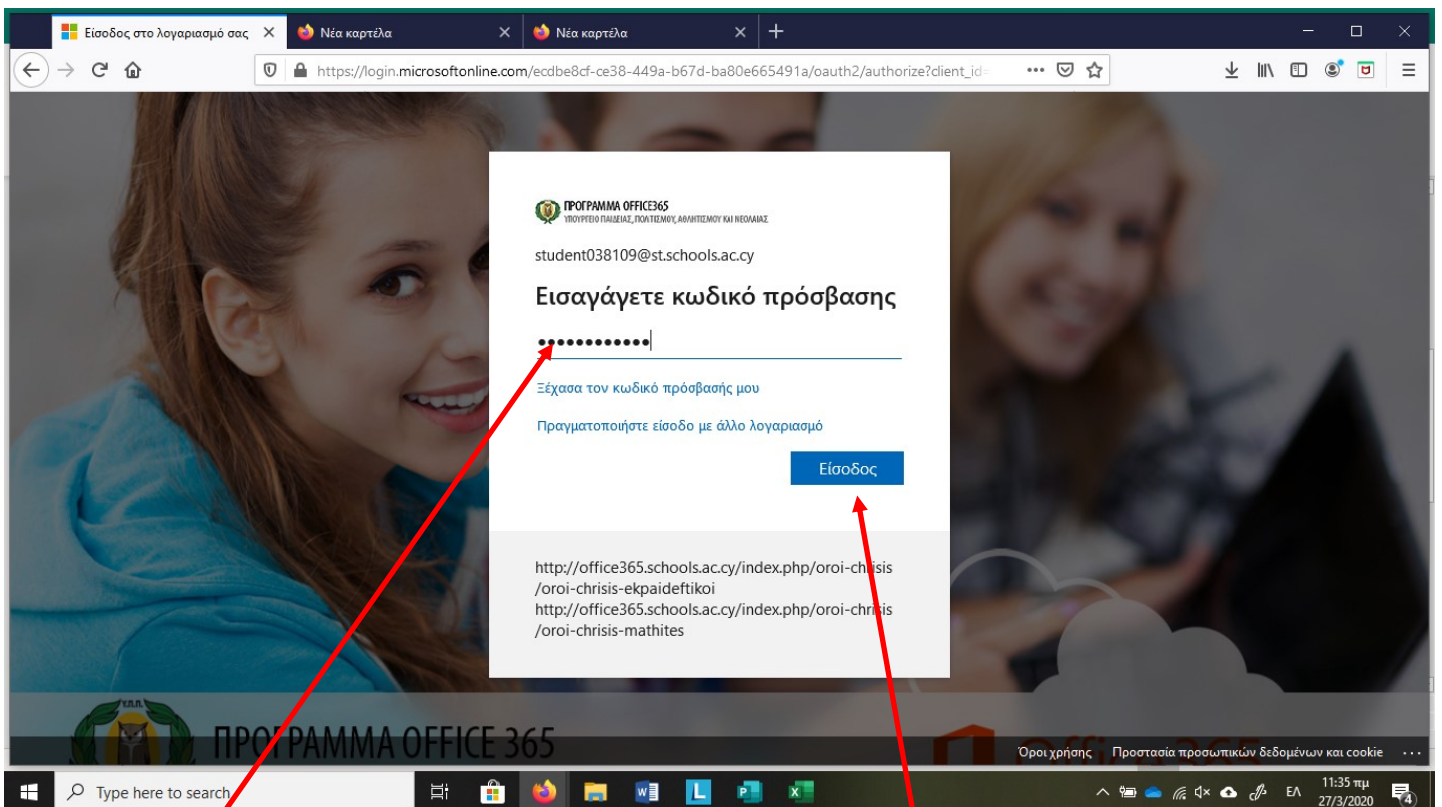 Είσοδος στο λογαριασμό σας
Νέα καρτέλα
Νέα καρτέλα
https://login.microsoftonline.com/ecdbe8cf-ce38-449a-b67d-ba80e665491a/oauth2/authorize?client_id=
ΠΡΟΓΡΑΜΜΑ OFFICE365
ΥΠΟΥΡΓΕΙΟ ΠΑΙΔΕΙΑΣ, ΠΟΛΙΤΙΣΜΟΥ, ΑΘΛΗΤΙΣΜΟΥ ΚΑΙ ΝΕΟΛΑΙΑΣ
student038109@st.schools.ac.cy
Εισαγάγετε κωδικό πρόσβασης
••••••••••••
Ξέχασα τον κωδικό πρόσβασής μου
Πραγματοποιήστε είσοδο με άλλο λογαριασμό
Είσοδος
http://office365.schools.ac.cy/index.php/oroi-chrisis
/oroi-chrisis-ekpaideftikoi
http://office365.schools.ac.cy/index.php/oroi-chrisis
/oroi-chrisis-mathites
Υ.Π.Π.
ΠΡΟΓΡΑΜΜΑ OFFICE 365
Office 365
Όροι χρήσης Προστασία προσωπικών δεδομένων και cookie ...
Type here to search
ΕΛ
11:35 πμ
27/3/2020
4